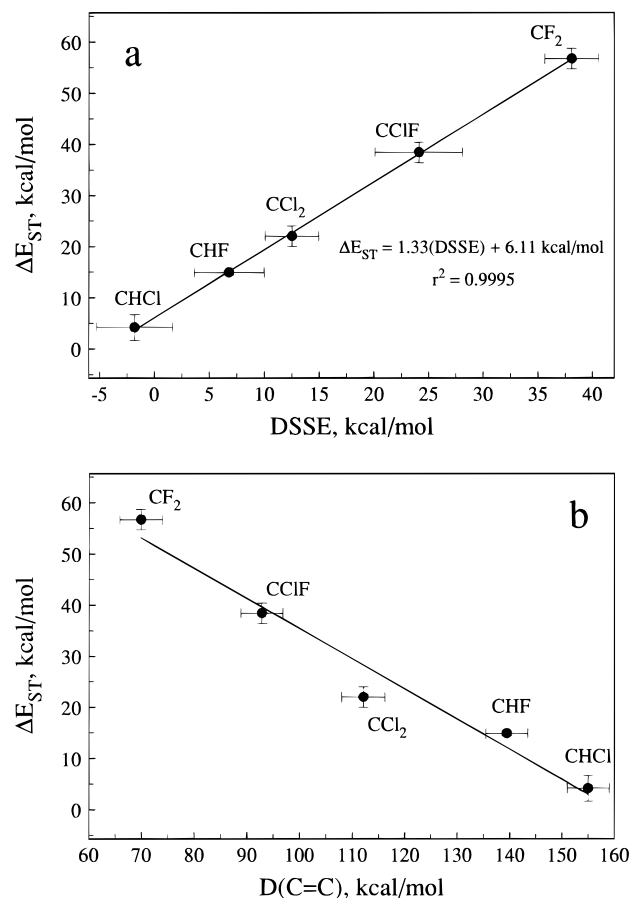 a
ΔE_ST, kcal/mol
60
50
40
30
20
10
0
CF₂
CClF
CCl₂
CHF
CHCl
ΔE_ST = 1.33(DSSE) + 6.11 kcal/mol
r² = 0.9995
-5 0 5 10 15 20 25 30 35 40
DSSE, kcal/mol
b
ΔE_ST, kcal/mol
60
50
40
30
20
10
0
CF₂
CClF
CCl₂
CHF
CHCl
60 70 80 90 100 110 120 130 140 150 160
D(C=C), kcal/mol